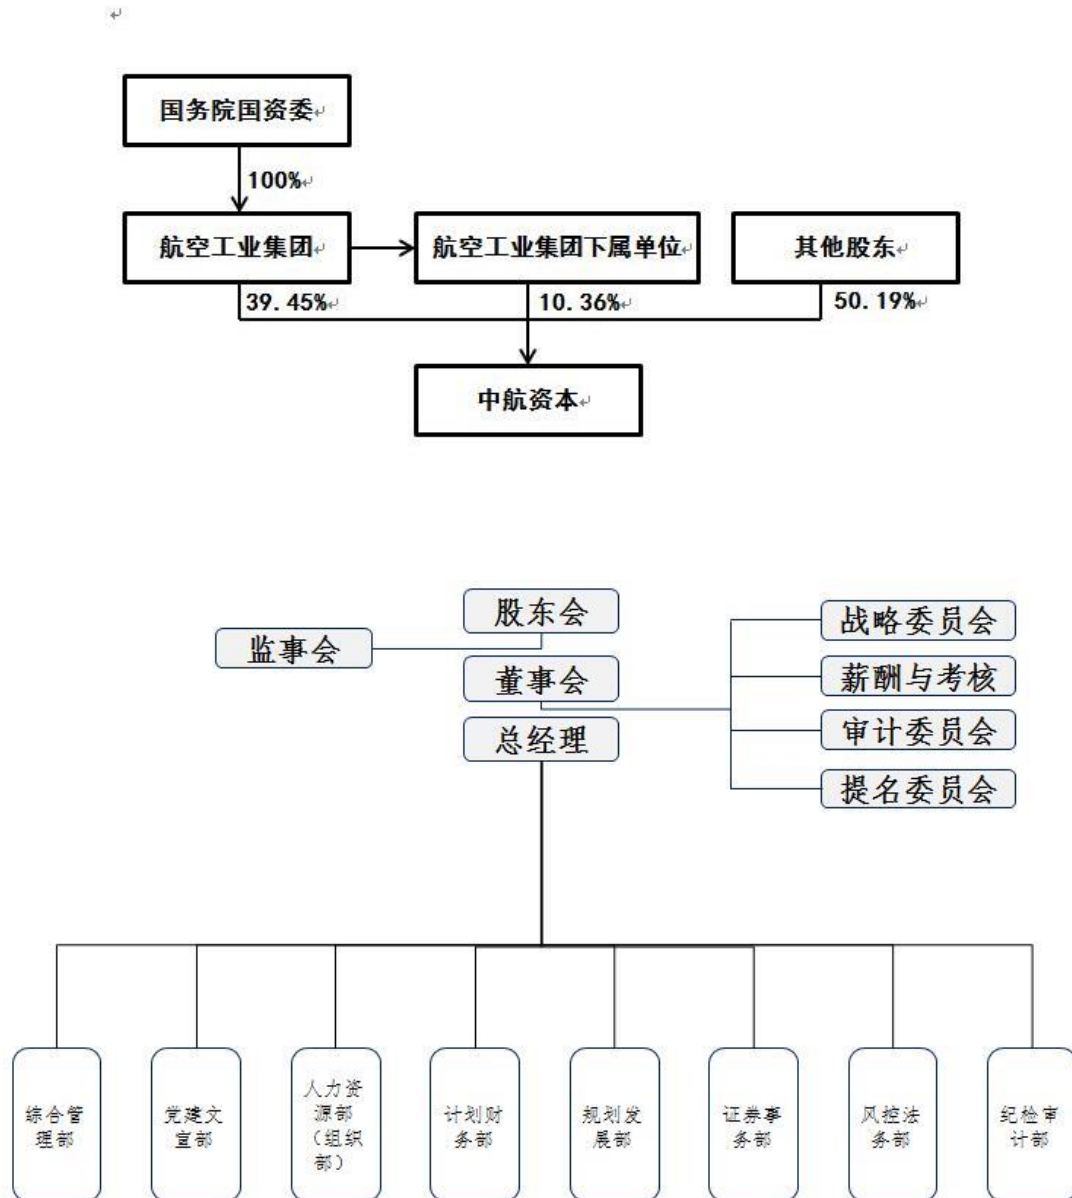 国务院国资委
100%
航空工业集团
航空工业集团下属单位
其他股东
39.45%
10.36%
50.19%
中航资本
股东会
监事会
董事会
总经理
战略委员会
薪酬与考核
审计委员会
提名委员会
综合管
理部
党建文
宣部
人力资
源部
（组织
部）
计划财
务部
规划发
展部
证券事
务部
风控法
务部
纪检审
计部